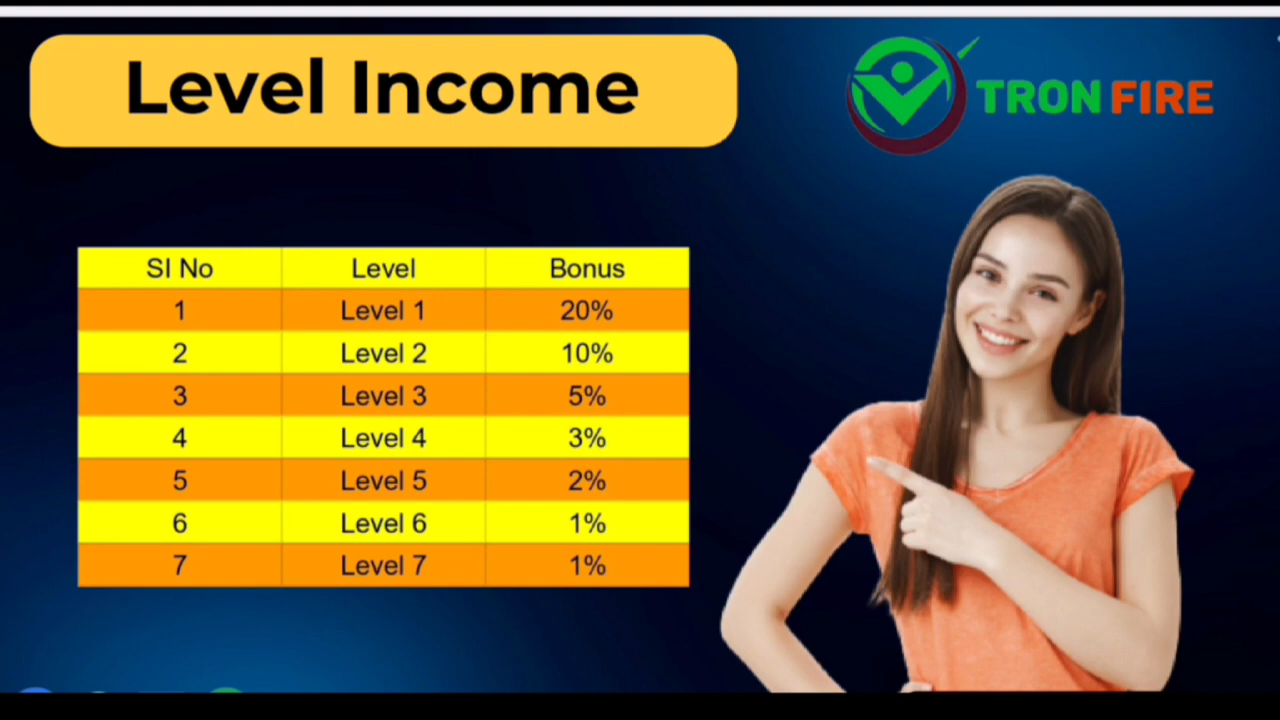 Level Income
TRON FIRE
SI No Level Bonus
1 Level 1 20%
2 Level 2 10%
3 Level 3 5%
4 Level 4 3%
5 Level 5 2%
6 Level 6 1%
7 Level 7 1%